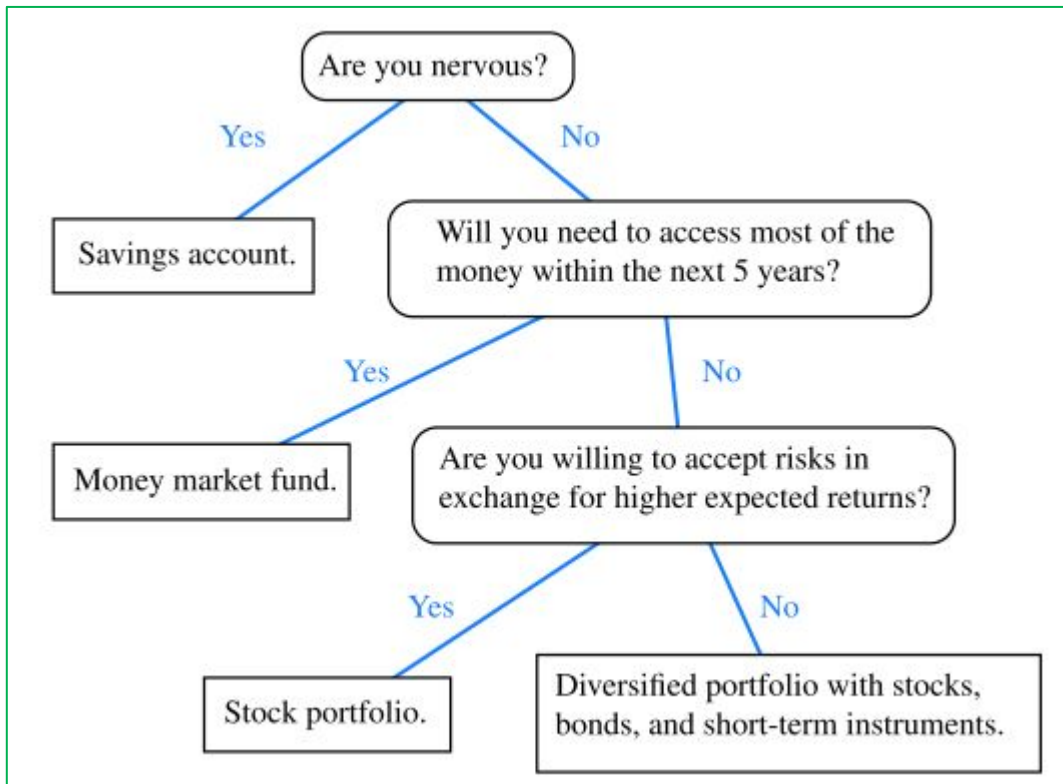 Are you nervous?
Yes
No
Savings account.
Will you need to access most of the
money within the next 5 years?
Yes
No
Money market fund.
Are you willing to accept risks in
exchange for higher expected returns?
Yes
No
Stock portfolio.
Diversified portfolio with stocks,
bonds, and short-term instruments.